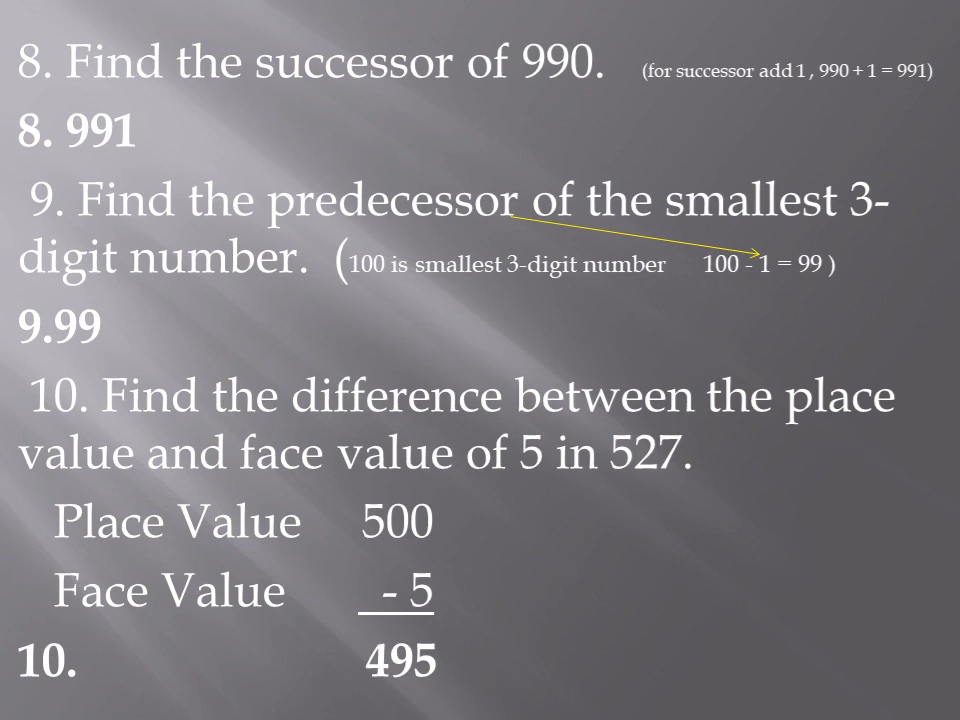 8. Find the successor of 990. (for successor add 1 , 990 + 1 = 991)
8. 991
9. Find the predecessor of the smallest 3-
digit number. (100 is smallest 3-digit number 100 - 1 = 99 )
9.99
10. Find the difference between the place
value and face value of 5 in 527.
Place Value 500
Face Value - 5
10. 495